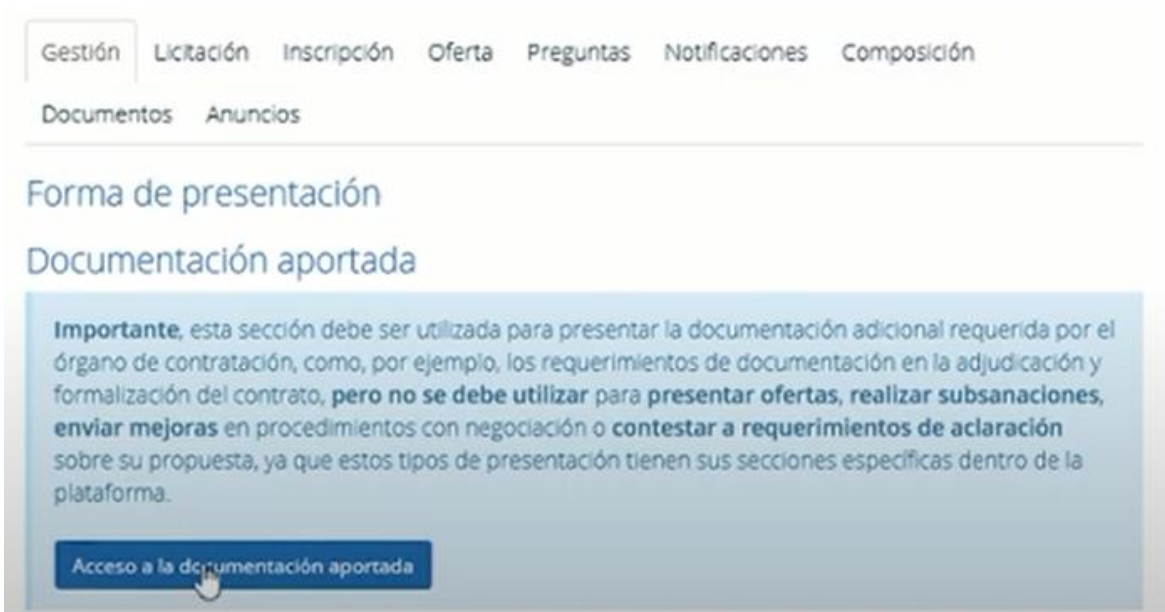 Gestión Licitación Inscripción Oferta Preguntas Notificaciones Composición
Documentos Anuncios
Forma de presentación
Documentación aportada
Importante, esta sección debe ser utilizada para presentar la documentación adicional requerida por el
órgano de contratación, como, por ejemplo, los requerimientos de documentación en la adjudicación y
formalización del contrato, pero no se debe utilizar para presentar ofertas, realizar subsanaciones,
enviar mejoras en procedimientos con negociación o contestar a requerimientos de aclaración
sobre su propuesta, ya que estos tipos de presentación tienen sus secciones específicas dentro de la
plataforma.
Acceso a la documentación aportada